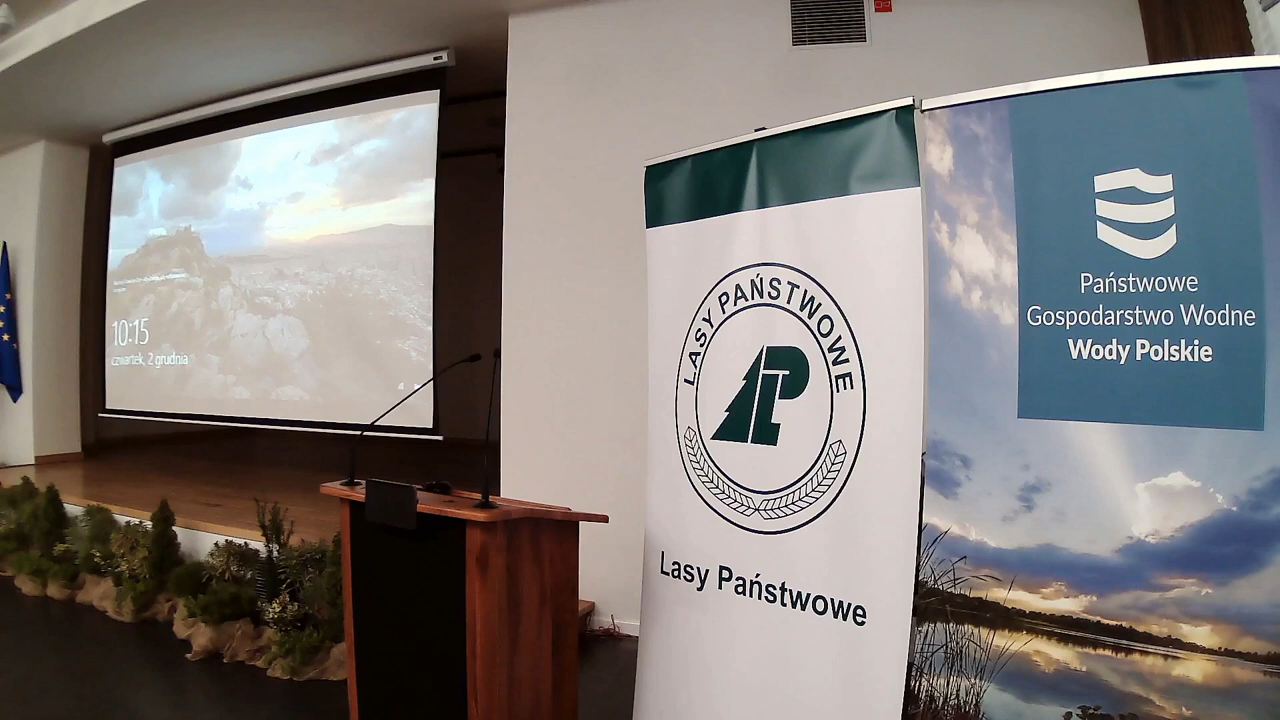 10:15
czwartek, 2 grudnia
LASY PAŃSTWOWE
LP
Lasy Państwowe
Państwowe
Gospodarstwo Wodne
Wody Polskie